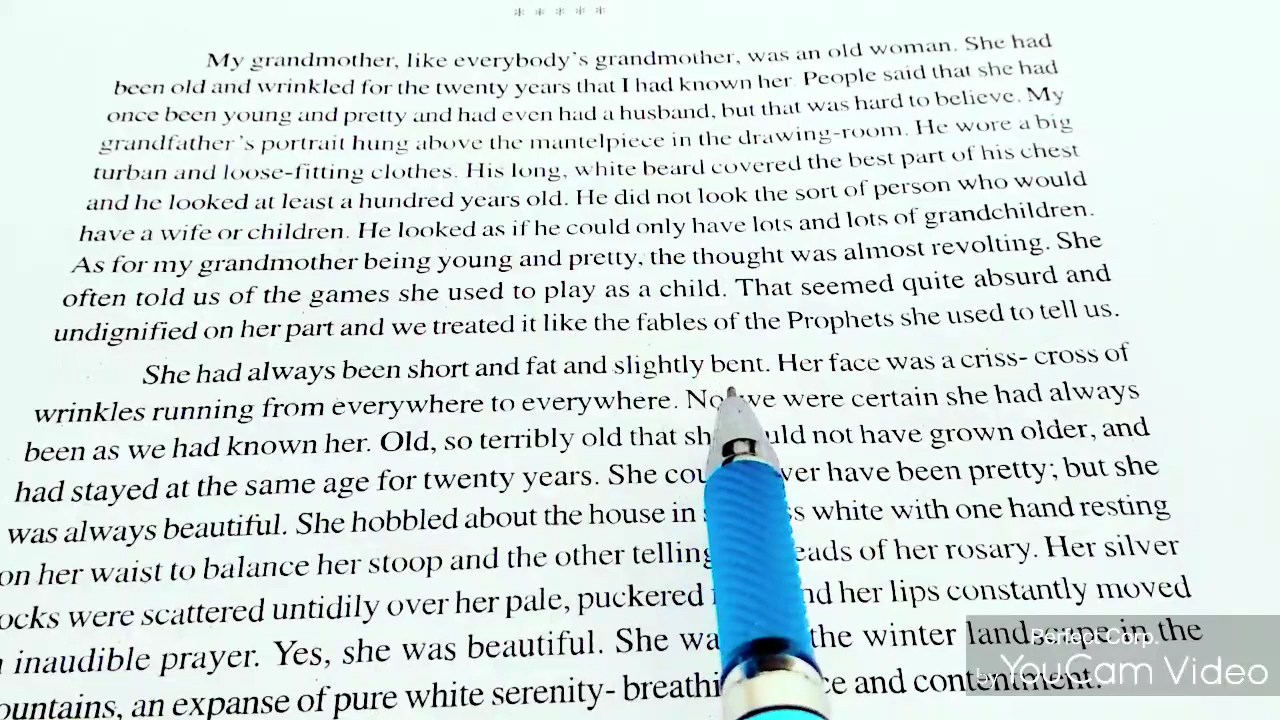 *****
My grandmother, like everybody's grandmother, was an old woman. She had
been old and wrinkled for the twenty years that I had known her. People said that she had
once been young and pretty and had even had a husband, but that was hard to believe. My
grandfather's portrait hung above the mantelpiece in the drawing-room. He wore a big
turban and loose-fitting clothes. His long, white beard covered the best part of his chest
and he looked at least a hundred years old. He did not look the sort of person who would
have a wife or children. He looked as if he could only have lots and lots of grandchildren.
As for my grandmother being young and pretty, the thought was almost revolting. She
often told us of the games she used to play as a child. That seemed quite absurd and
undignified on her part and we treated it like the fables of the Prophets she used to tell us.
She had always been short and fat and slightly bent. Her face was a criss- cross of
wrinkles running from everywhere to everywhere. No we were certain she had always
been as we had known her. Old, so terribly old that she not have grown older, and
had stayed at the same age for twenty years. She have been pretty; but she
was always beautiful. She hobbled about the house in white with one hand resting
on her waist to balance her stoop and the other telling of her rosary. Her silver
were scattered untidily over her pale, puckered her lips constantly moved
inaudible prayer. Yes, she was beautiful. She the winter landscape in the
an expanse of pure white serenity- and contentment.
Perfect Corp.
by YouCam Video